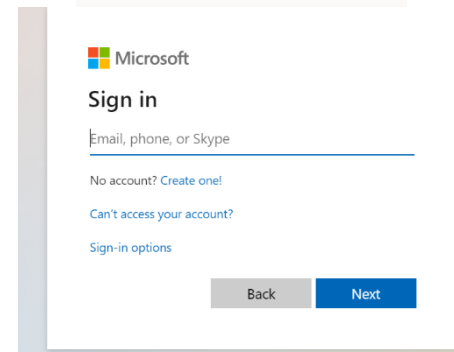 Microsoft
Sign in
Email, phone, or Skype
No account? Create one!
Can't access your account?
Sign-in options
Back Next